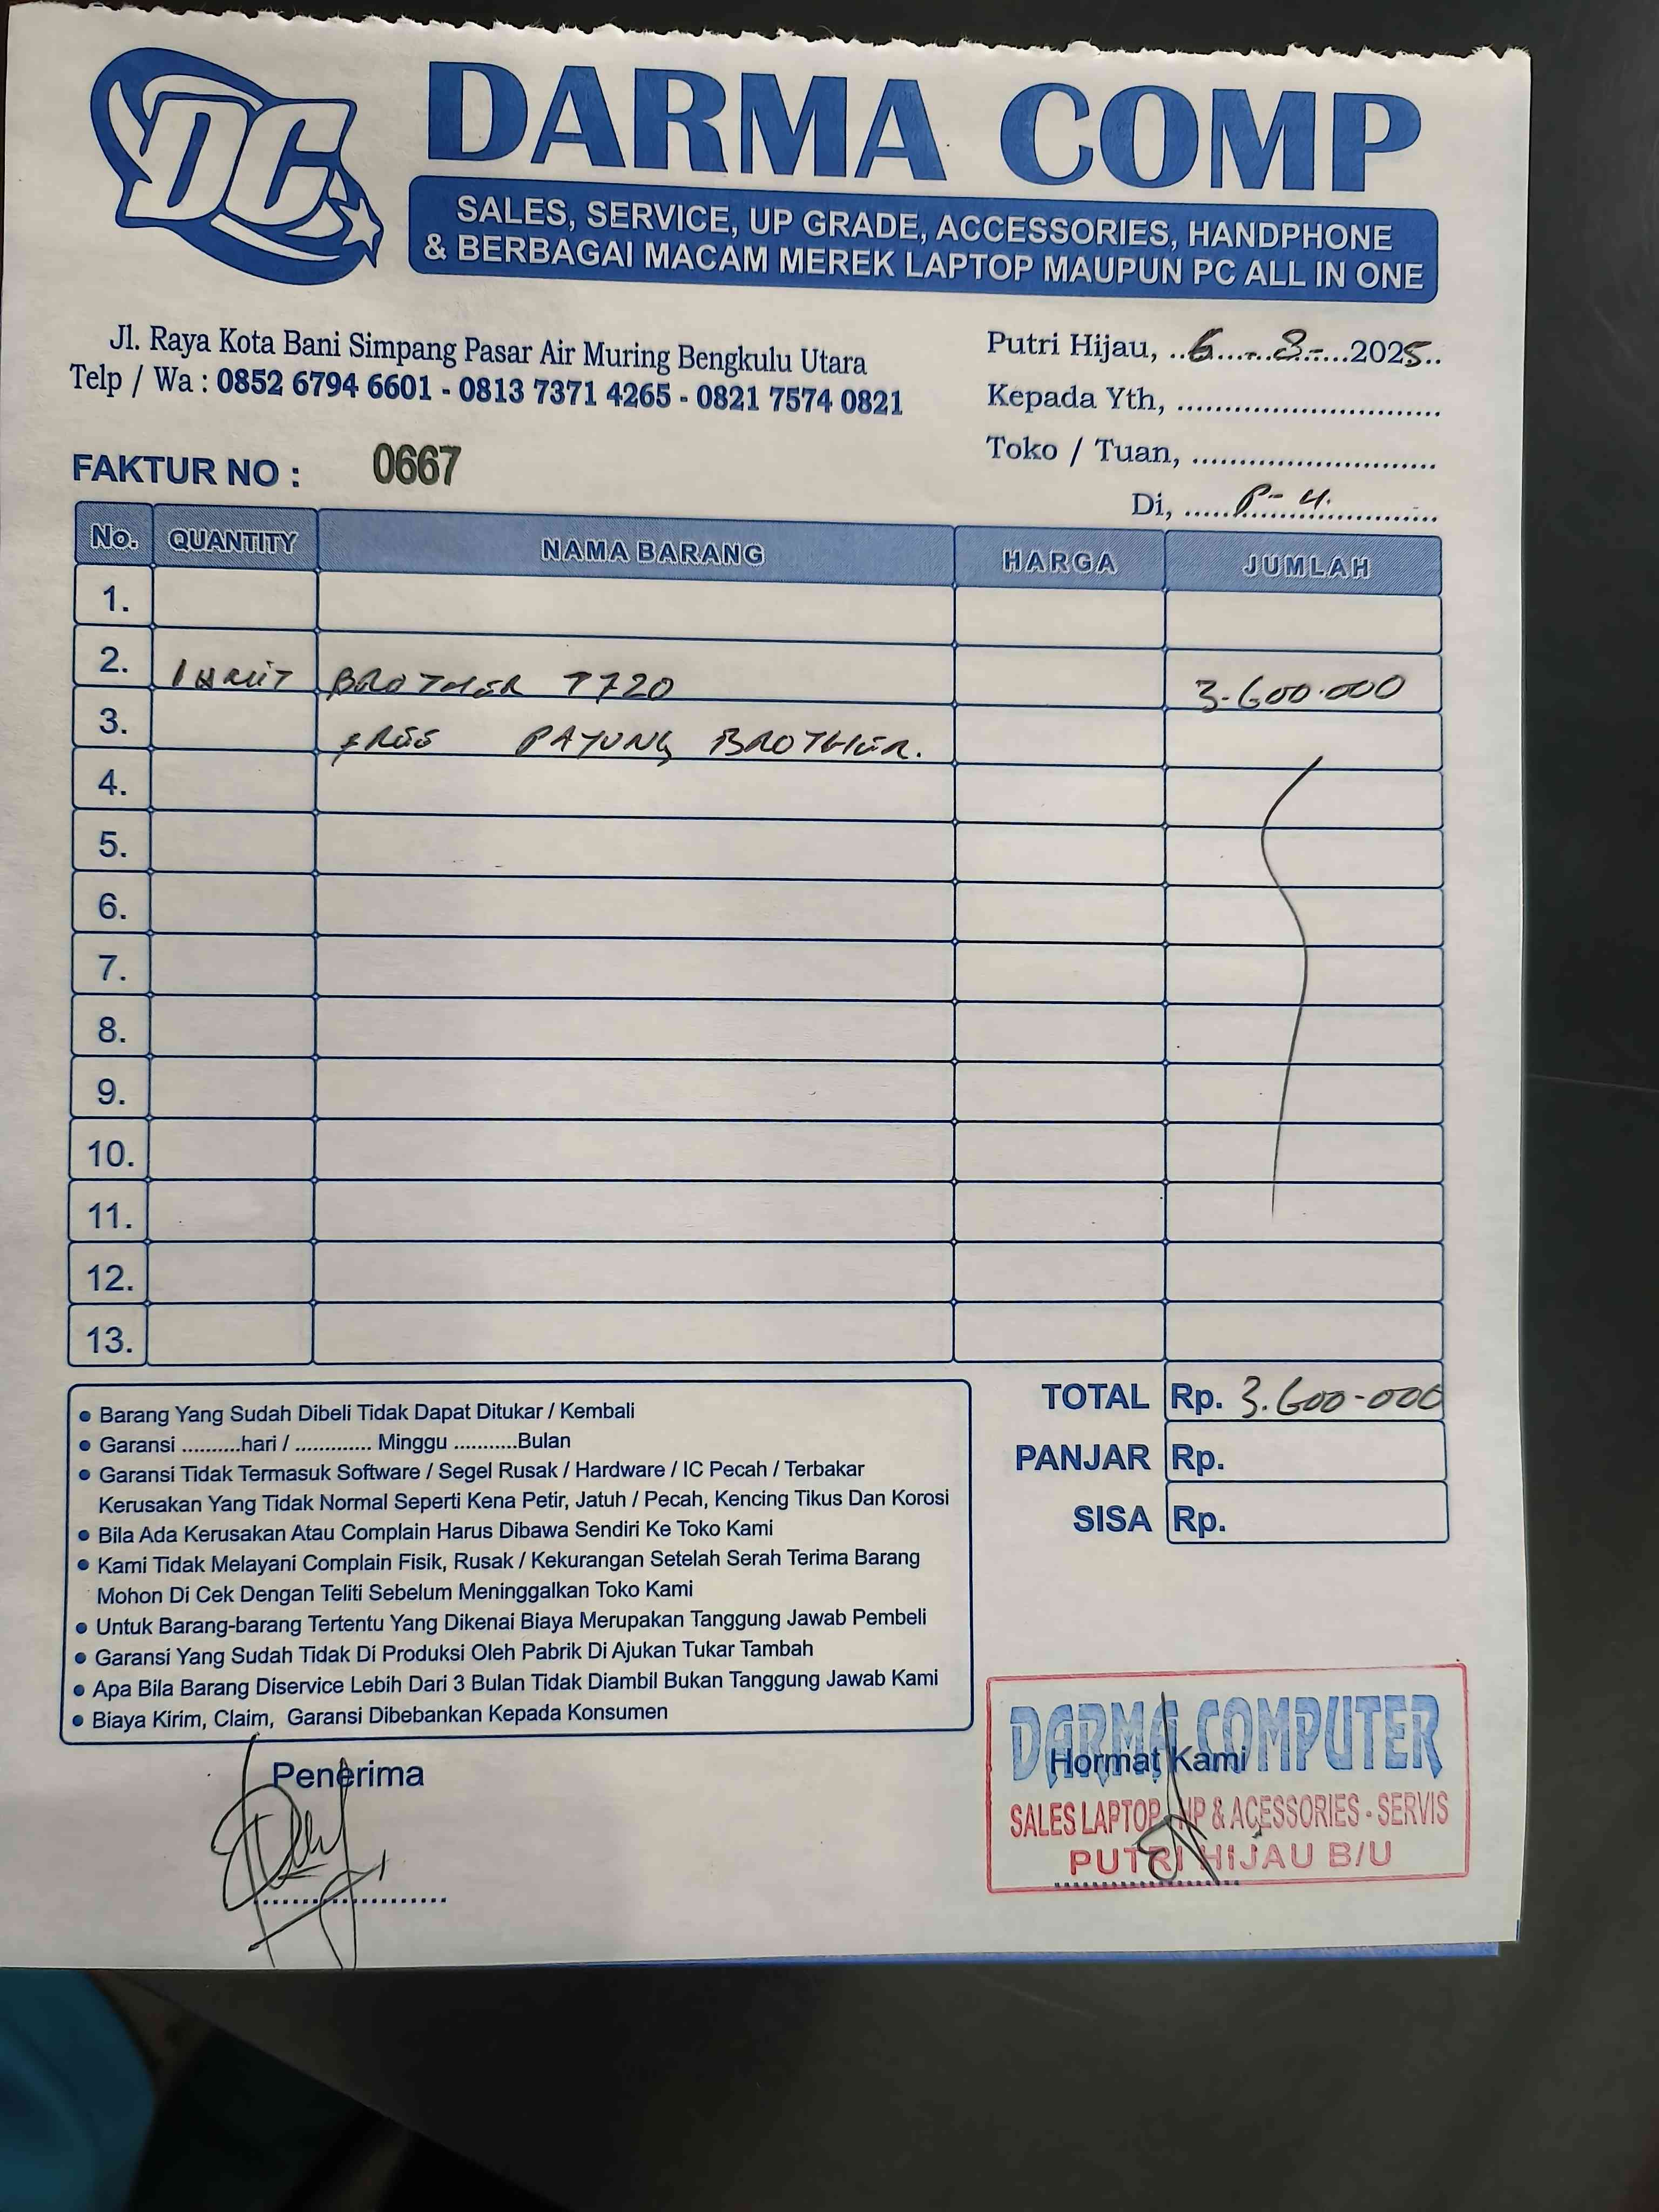 DC
DARMA COMP
SALES, SERVICE, UP GRADE, ACCESSORIES, HANDPHONE
& BERBAGAI MACAM MEREK LAPTOP MAUPUN PC ALL IN ONE
Jl. Raya Kota Bani Simpang Pasar Air Muring Bengkulu Utara
Telp / Wa : 0852 6794 6601 - 0813 7371 4265 - 0821 7574 0821
Putri Hijau, ..6......8-....2025..
Kepada Yth, ............................
Toko / Tuan, ..........................
Di, ..... P-H. ..........
FAKTUR NO : 0667
No. QUANTITY NAMA BARANG HARGA JUMLAH
1.
2. 1 UNIT BROTHER T720 3.600.000
3. FREE PAYUNG BROTHER.
4.
5.
6.
7.
8.
9.
10.
11.
12.
13.
TOTAL Rp. 3.600-000
PANJAR Rp.
SISA Rp.
• Barang Yang Sudah Dibeli Tidak Dapat Ditukar / Kembali
• Garansi ..........hari / ............. Minggu ...........Bulan
• Garansi Tidak Termasuk Software / Segel Rusak / Hardware / IC Pecah / Terbakar
Kerusakan Yang Tidak Normal Seperti Kena Petir, Jatuh / Pecah, Kencing Tikus Dan Korosi
• Bila Ada Kerusakan Atau Complain Harus Dibawa Sendiri Ke Toko Kami
• Kami Tidak Melayani Complain Fisik, Rusak / Kekurangan Setelah Serah Terima Barang
Mohon Di Cek Dengan Teliti Sebelum Meninggalkan Toko Kami
• Untuk Barang-barang Tertentu Yang Dikenai Biaya Merupakan Tanggung Jawab Pembeli
• Garansi Yang Sudah Tidak Di Produksi Oleh Pabrik Di Ajukan Tukar Tambah
• Apa Bila Barang Diservice Lebih Dari 3 Bulan Tidak Diambil Bukan Tanggung Jawab Kami
• Biaya Kirim, Claim, Garansi Dibebankan Kepada Konsumen
Penerima
Hormat Kami
DARMA COMPUTER
SALES LAPTOP, HP & ACESSORIES - SERVIS
PUTRI HIJAU B/U